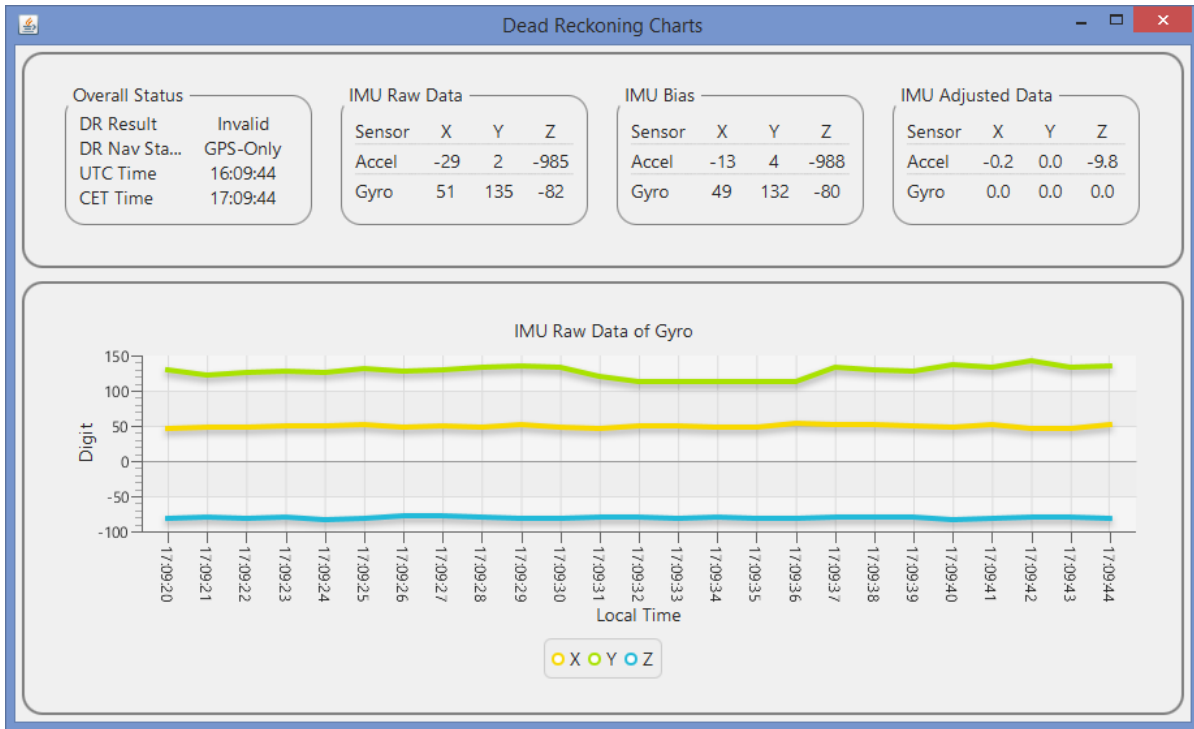 Dead Reckoning Charts
Overall Status
DR Result Invalid
DR Nav Sta... GPS-Only
UTC Time 16:09:44
CET Time 17:09:44
IMU Raw Data
Sensor X Y Z
Accel -29 2 -985
Gyro 51 135 -82
IMU Bias
Sensor X Y Z
Accel -13 4 -988
Gyro 49 132 -80
IMU Adjusted Data
Sensor X Y Z
Accel -0.2 0.0 -9.8
Gyro 0.0 0.0 0.0
IMU Raw Data of Gyro
Digit
150
100
50
0
-50
-100
17:09:20
17:09:21
17:09:22
17:09:23
17:09:24
17:09:25
17:09:26
17:09:27
17:09:28
17:09:29
17:09:30
17:09:31
17:09:32
17:09:33
17:09:34
17:09:35
17:09:36
17:09:37
17:09:38
17:09:39
17:09:40
17:09:41
17:09:42
17:09:43
17:09:44
Local Time
X Y Z